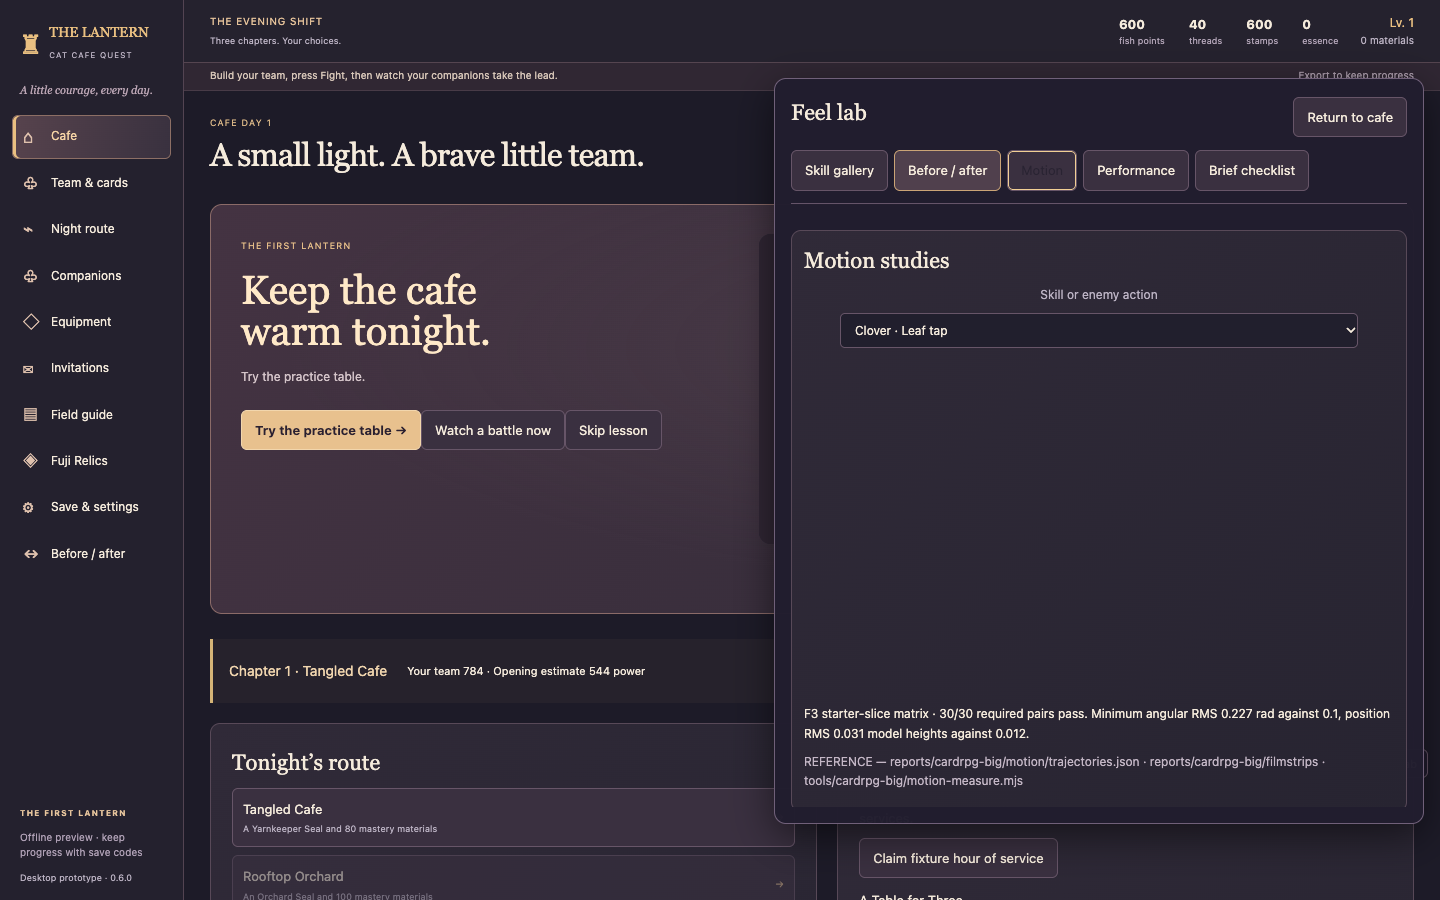 THE LANTERN
CAT CAFE QUEST
A little courage, every day.
Cafe
Team & cards
Night route
Companions
Equipment
Invitations
Field guide
Fuji Relics
Save & settings
Before / after
THE FIRST LANTERN
Offline preview · keep
progress with save codes
Desktop prototype · 0.6.0
THE EVENING SHIFT
Three chapters. Your choices.
600
fish points
40
threads
600
stamps
0
essence
Lv. 1
0 materials
Build your team, press Fight, then watch your companions take the lead.
Export to keep progress
CAFE DAY 1
A small light. A brave little team.
THE FIRST LANTERN
Keep the cafe
warm tonight.
Try the practice table.
Try the practice table →
Watch a battle now
Skip lesson
Chapter 1 · Tangled Cafe
Your team 784 · Opening estimate 544 power
Tonight’s route
Tangled Cafe
A Yarnkeeper Seal and 80 mastery materials
Rooftop Orchard
An Orchard Seal and 100 mastery materials
→
Feel lab
Return to cafe
Skill gallery
Before / after
Motion
Performance
Brief checklist
Motion studies
Skill or enemy action
Clover · Leaf tap
F3 starter-slice matrix · 30/30 required pairs pass. Minimum angular RMS 0.227 rad against 0.1, position
RMS 0.031 model heights against 0.012.
REFERENCE — reports/cardrpg-big/motion/trajectories.json · reports/cardrpg-big/filmstrips ·
tools/cardrpg-big/motion-measure.mjs
Claim fixture hour of service
A Table for Three